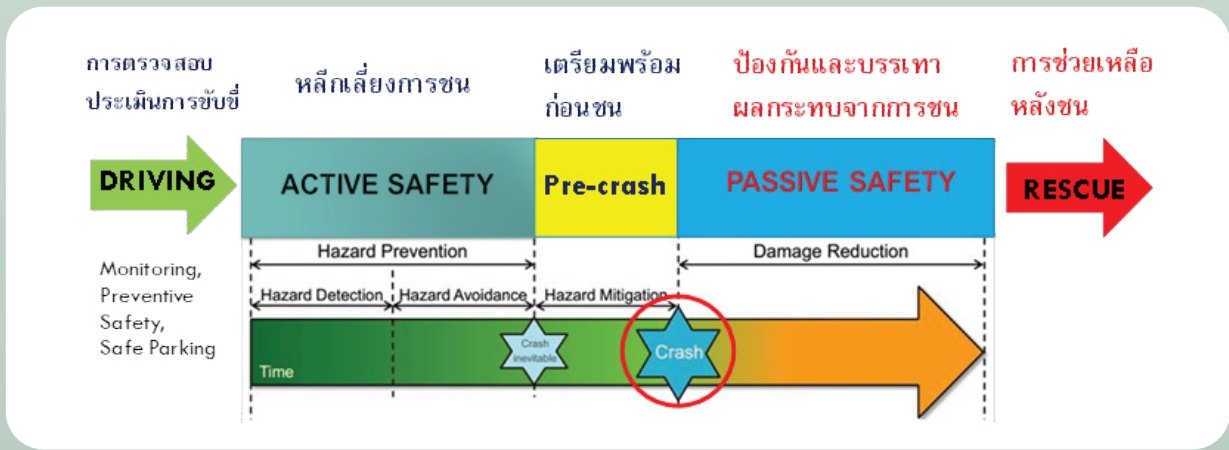 การตรวจสอบ
ประเมินการขับขี่
หลีกเลี่ยงการชน
เตรียมพร้อม
ก่อนชน
ป้องกันและบรรเทา
ผลกระทบจากการชน
การช่วยเหลือ
หลังชน
DRIVING
ACTIVE SAFETY
Pre-crash
PASSIVE SAFETY
RESCUE
Monitoring,
Preventive
Safety,
Safe Parking
Hazard Prevention
Damage Reduction
Hazard Detection
Hazard Avoidance
Hazard Mitigation
Time
Crash
inevitable
Crash